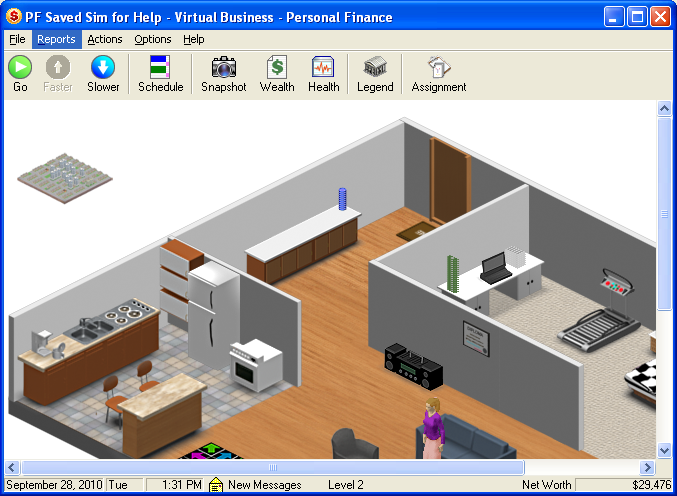 PF Saved Sim for Help - Virtual Business - Personal Finance
File Reports Actions Options Help
Go Faster Slower Schedule Snapshot Wealth Health Legend Assignment
September 28, 2010 Tue 1:31 PM New Messages Level 2 Net Worth $29,476